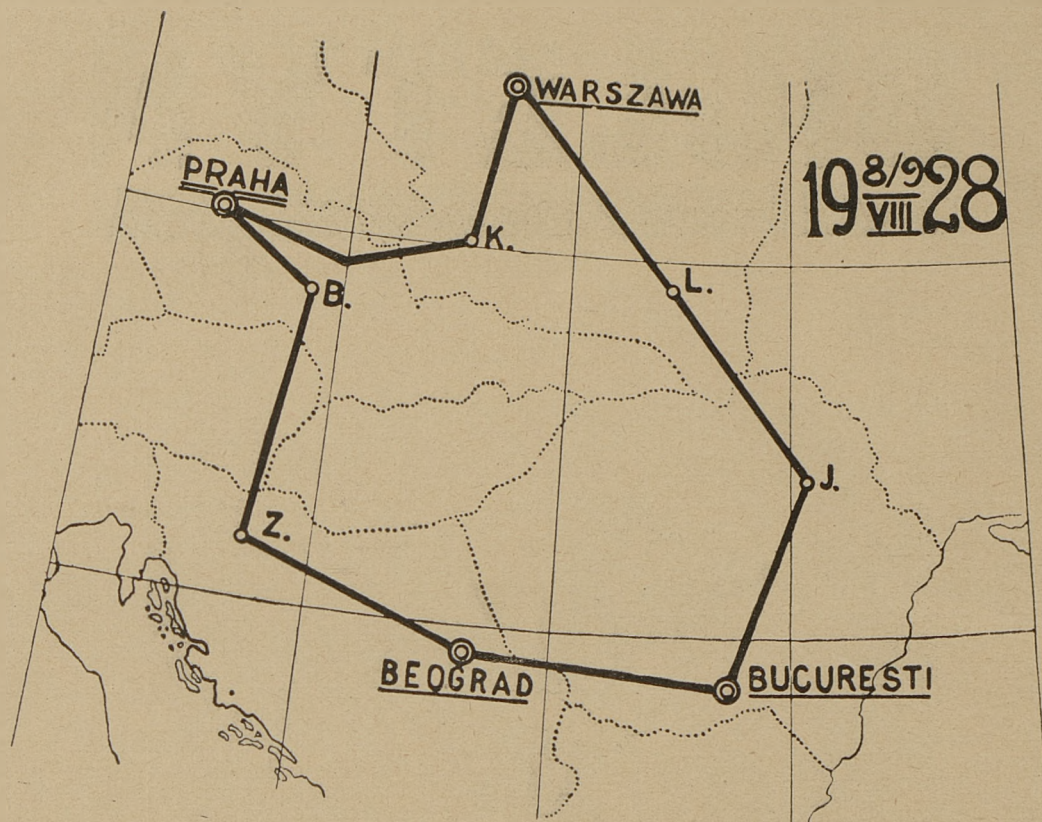 WARSZAWA
PRAHA
19 8/9 VIII 28
K.
B.
L.
J.
Z.
BEOGRAD
BUCURESTI